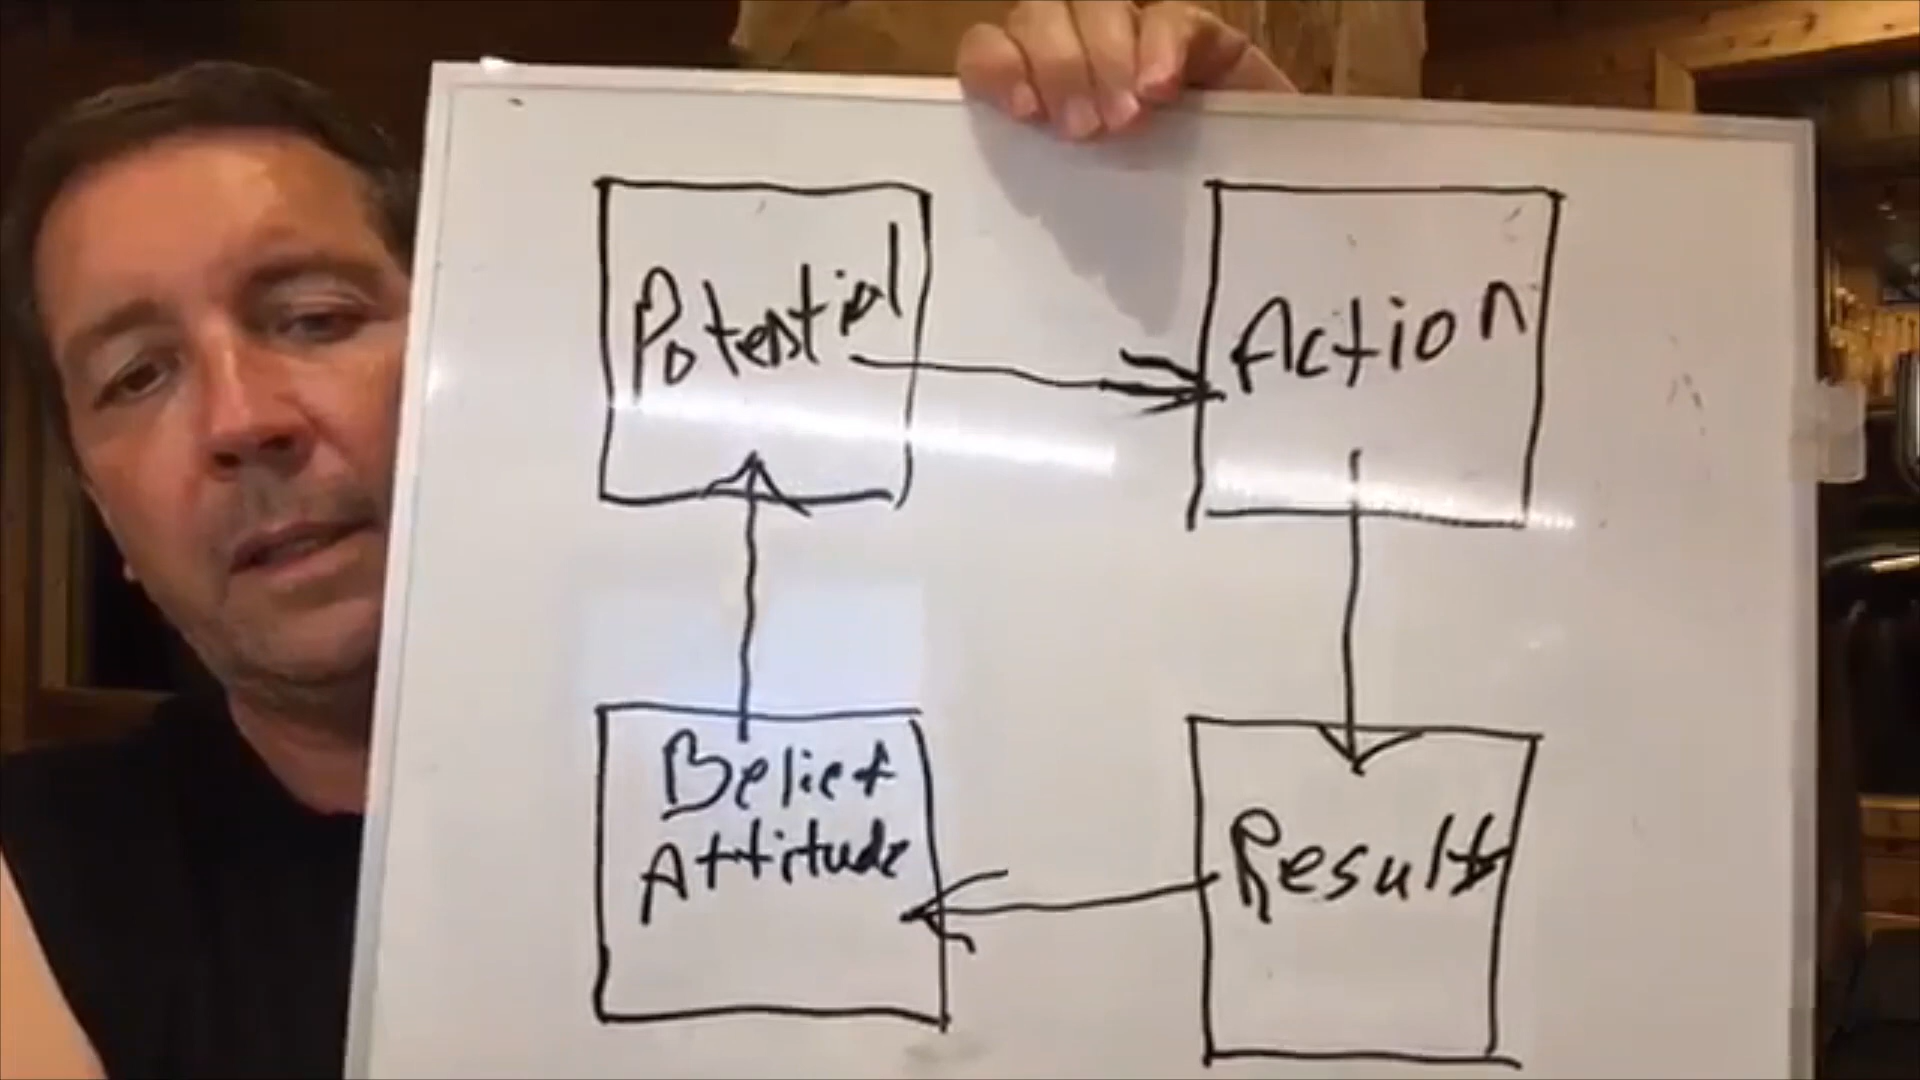 Potential
Action
Belief
Attitude
Results